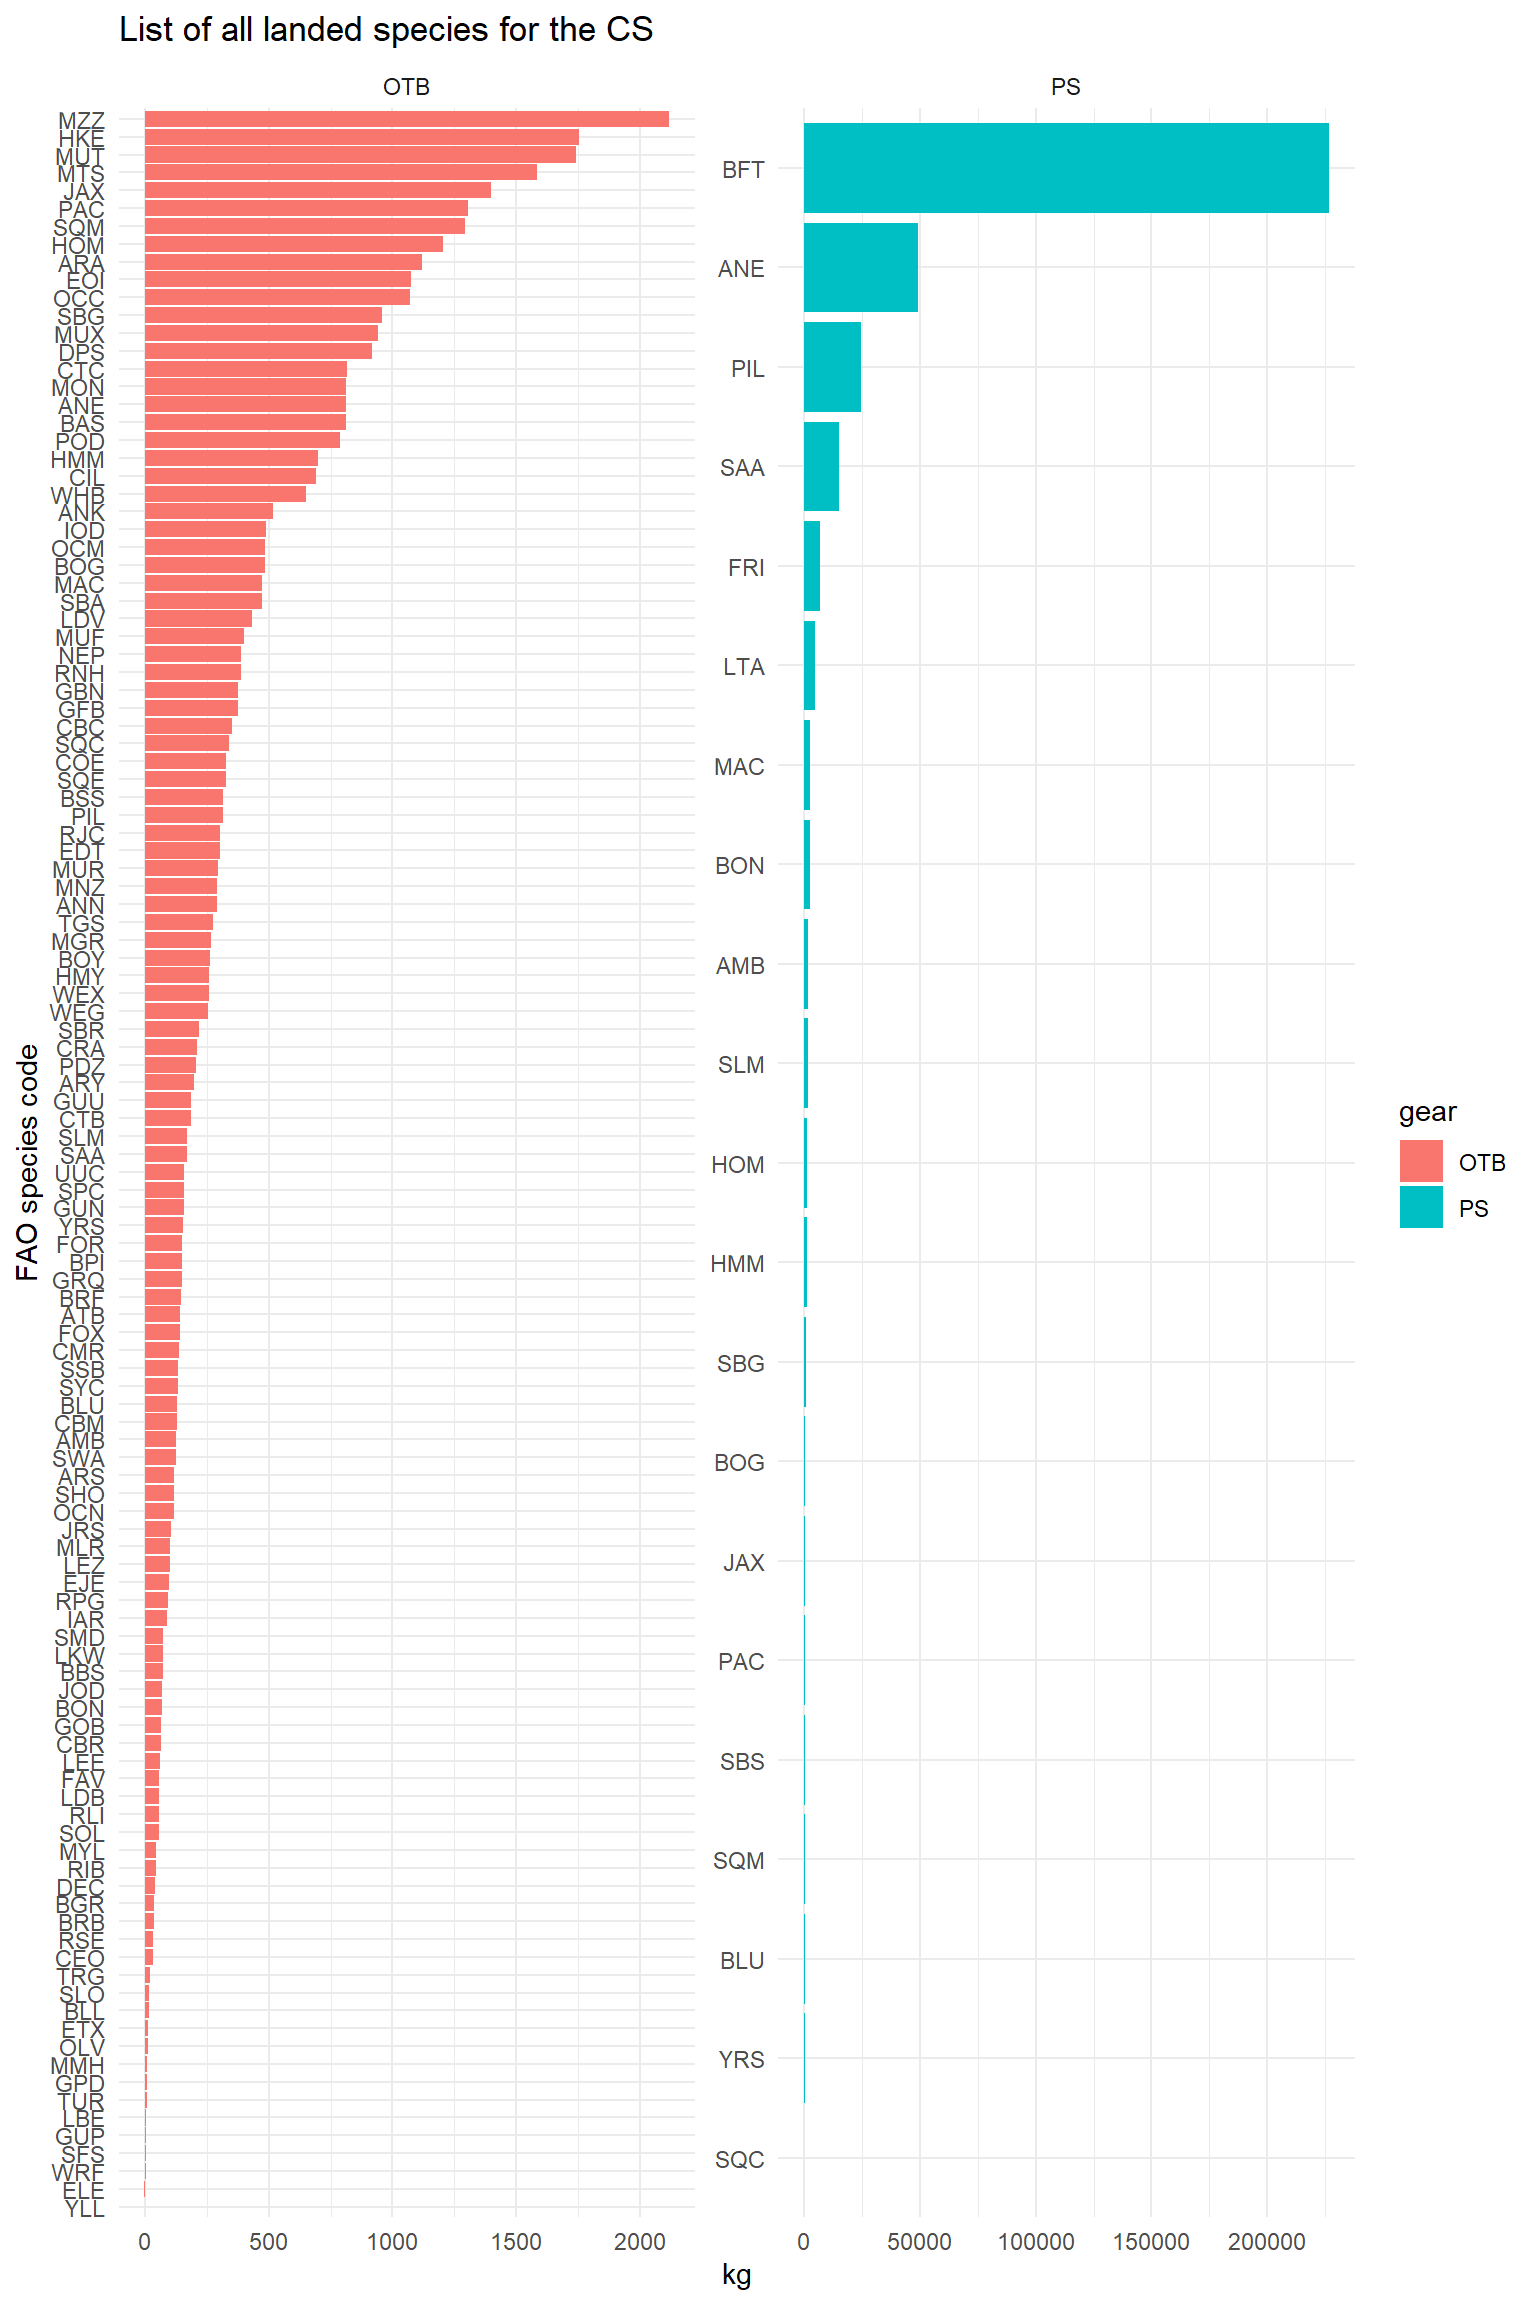 List of all landed species for the CS
OTB
PS
MZZ
HKE
MUT
MTS
JAX
PAC
SQM
HOM
ARA
EOI
OCC
SBG
MUX
DPS
CTC
MON
ANE
BAS
POD
HMM
CIL
WHB
ANK
IOD
OCM
BOG
MAC
SBA
LDV
MUF
NEP
RNH
GBN
GFB
CBC
SQC
COE
SQE
BSS
PIL
RJC
EDT
MUR
MNZ
ANN
TGS
MGR
BOY
HMY
WEX
WEG
SBR
CRA
PDZ
ARY
GUU
CTB
SLM
SAA
UUC
SPC
GUN
YRS
FOR
BPI
GRQ
BRF
ATB
FOX
CMR
SSB
SYC
BLU
CBM
AMB
SWA
ARS
SHO
OCN
JRS
MLR
LEZ
EJE
RPG
IAR
SMD
LKW
BBS
JOD
BON
GOB
CBR
LEE
FAV
LDB
RLI
SOL
MYL
RIB
DEC
BGR
BRB
RSE
CEO
TRG
SLO
BLL
ETX
OLV
MMH
GPD
TUR
LBE
GUP
SFS
WRF
ELE
YLL
BFT
ANE
PIL
SAA
FRI
LTA
MAC
BON
AMB
SLM
HOM
HMM
SBG
BOG
JAX
PAC
SBS
SQM
BLU
YRS
SQC
0 500 1000 1500 2000
0 50000 100000 150000 200000
kg
FAO species code
gear
OTB
PS